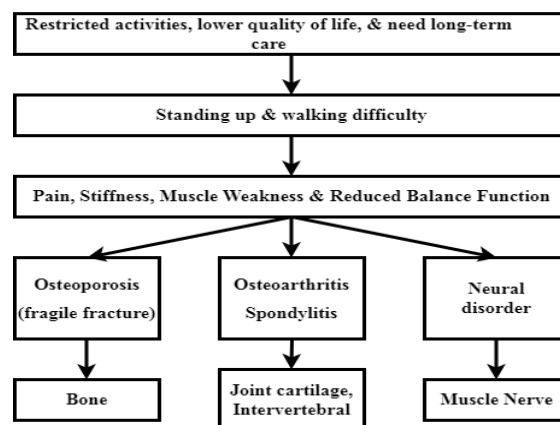 Restricted activities, lower quality of life, & need long-term
care
Standing up & walking difficulty
Pain, Stiffness, Muscle Weakness & Reduced Balance Function
Osteoporosis
(fragile fracture)
Osteoarthritis
Spondylitis
Neural
disorder
Bone
Joint cartilage,
Intervertebral
Muscle Nerve